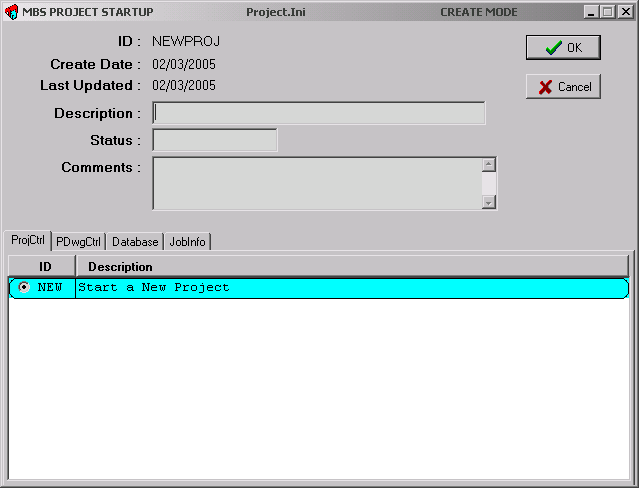 MBS PROJECT STARTUP Project.Ini CREATE MODE
ID : NEWPROJ
OK
Create Date : 02/03/2005
Last Updated : 02/03/2005
Cancel
Description :
Status :
Comments :
ProjCtrl PDwgCtrl Database JobInfo
ID Description
NEW Start a New Project